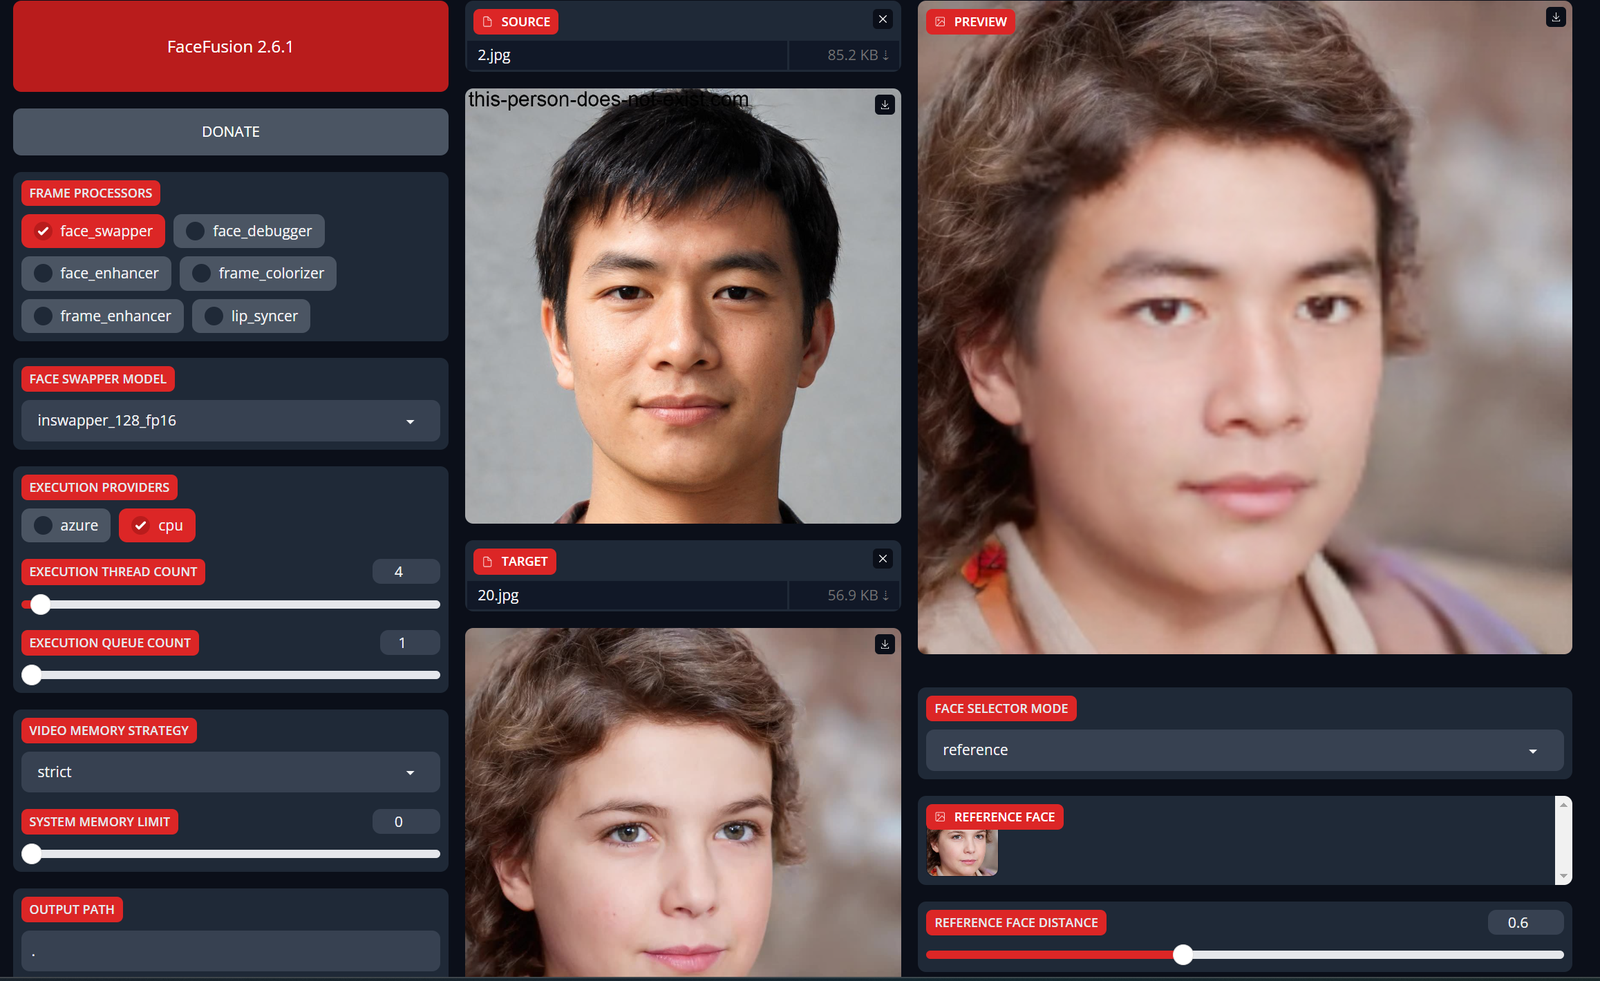 FaceFusion 2.6.1
DONATE
FRAME PROCESSORS
face_swapper
face_debugger
face_enhancer
frame_colorizer
frame_enhancer
lip_syncer
FACE SWAPPER MODEL
inswapper_128_fp16
EXECUTION PROVIDERS
azure
cpu
EXECUTION THREAD COUNT
4
EXECUTION QUEUE COUNT
1
VIDEO MEMORY STRATEGY
strict
SYSTEM MEMORY LIMIT
0
OUTPUT PATH
.
SOURCE
2.jpg
85.2 KB ↓
this-person-does-not-exist.com
TARGET
20.jpg
56.9 KB ↓
PREVIEW
FACE SELECTOR MODE
reference
REFERENCE FACE
REFERENCE FACE DISTANCE
0.6